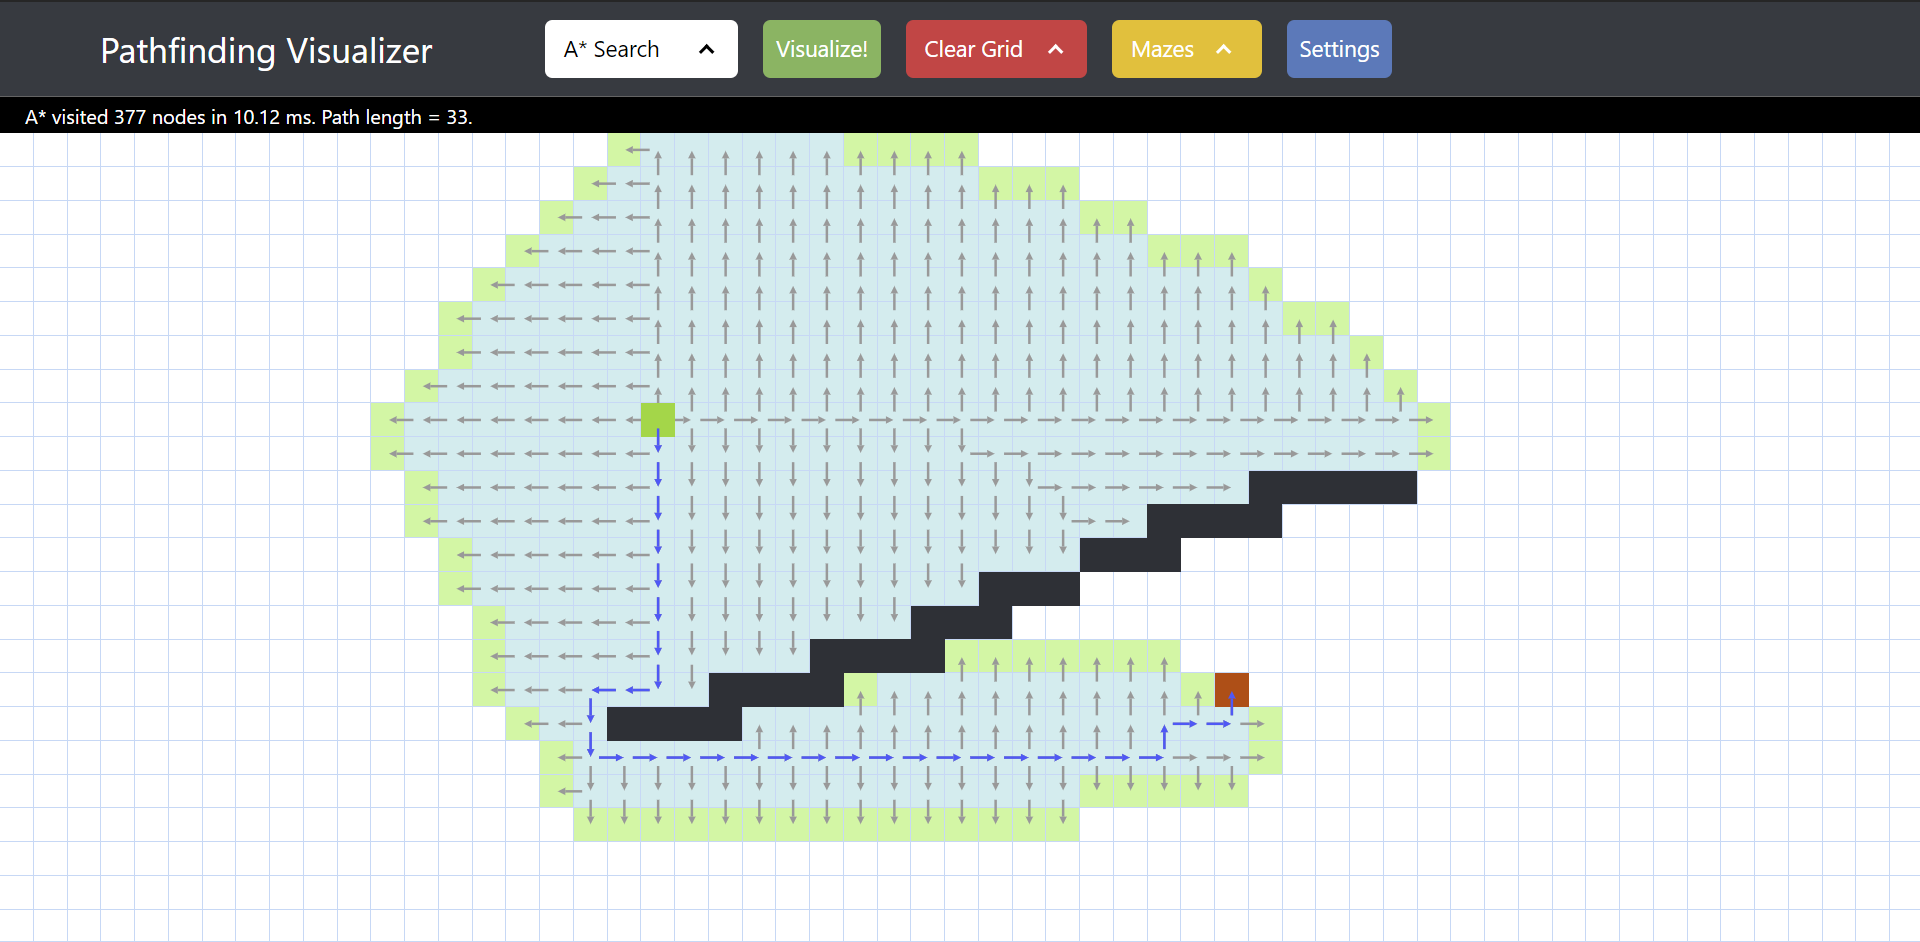 Pathfinding Visualizer
A* Search
Visualize!
Clear Grid
Mazes
Settings
A* visited 377 nodes in 10.12 ms. Path length = 33.